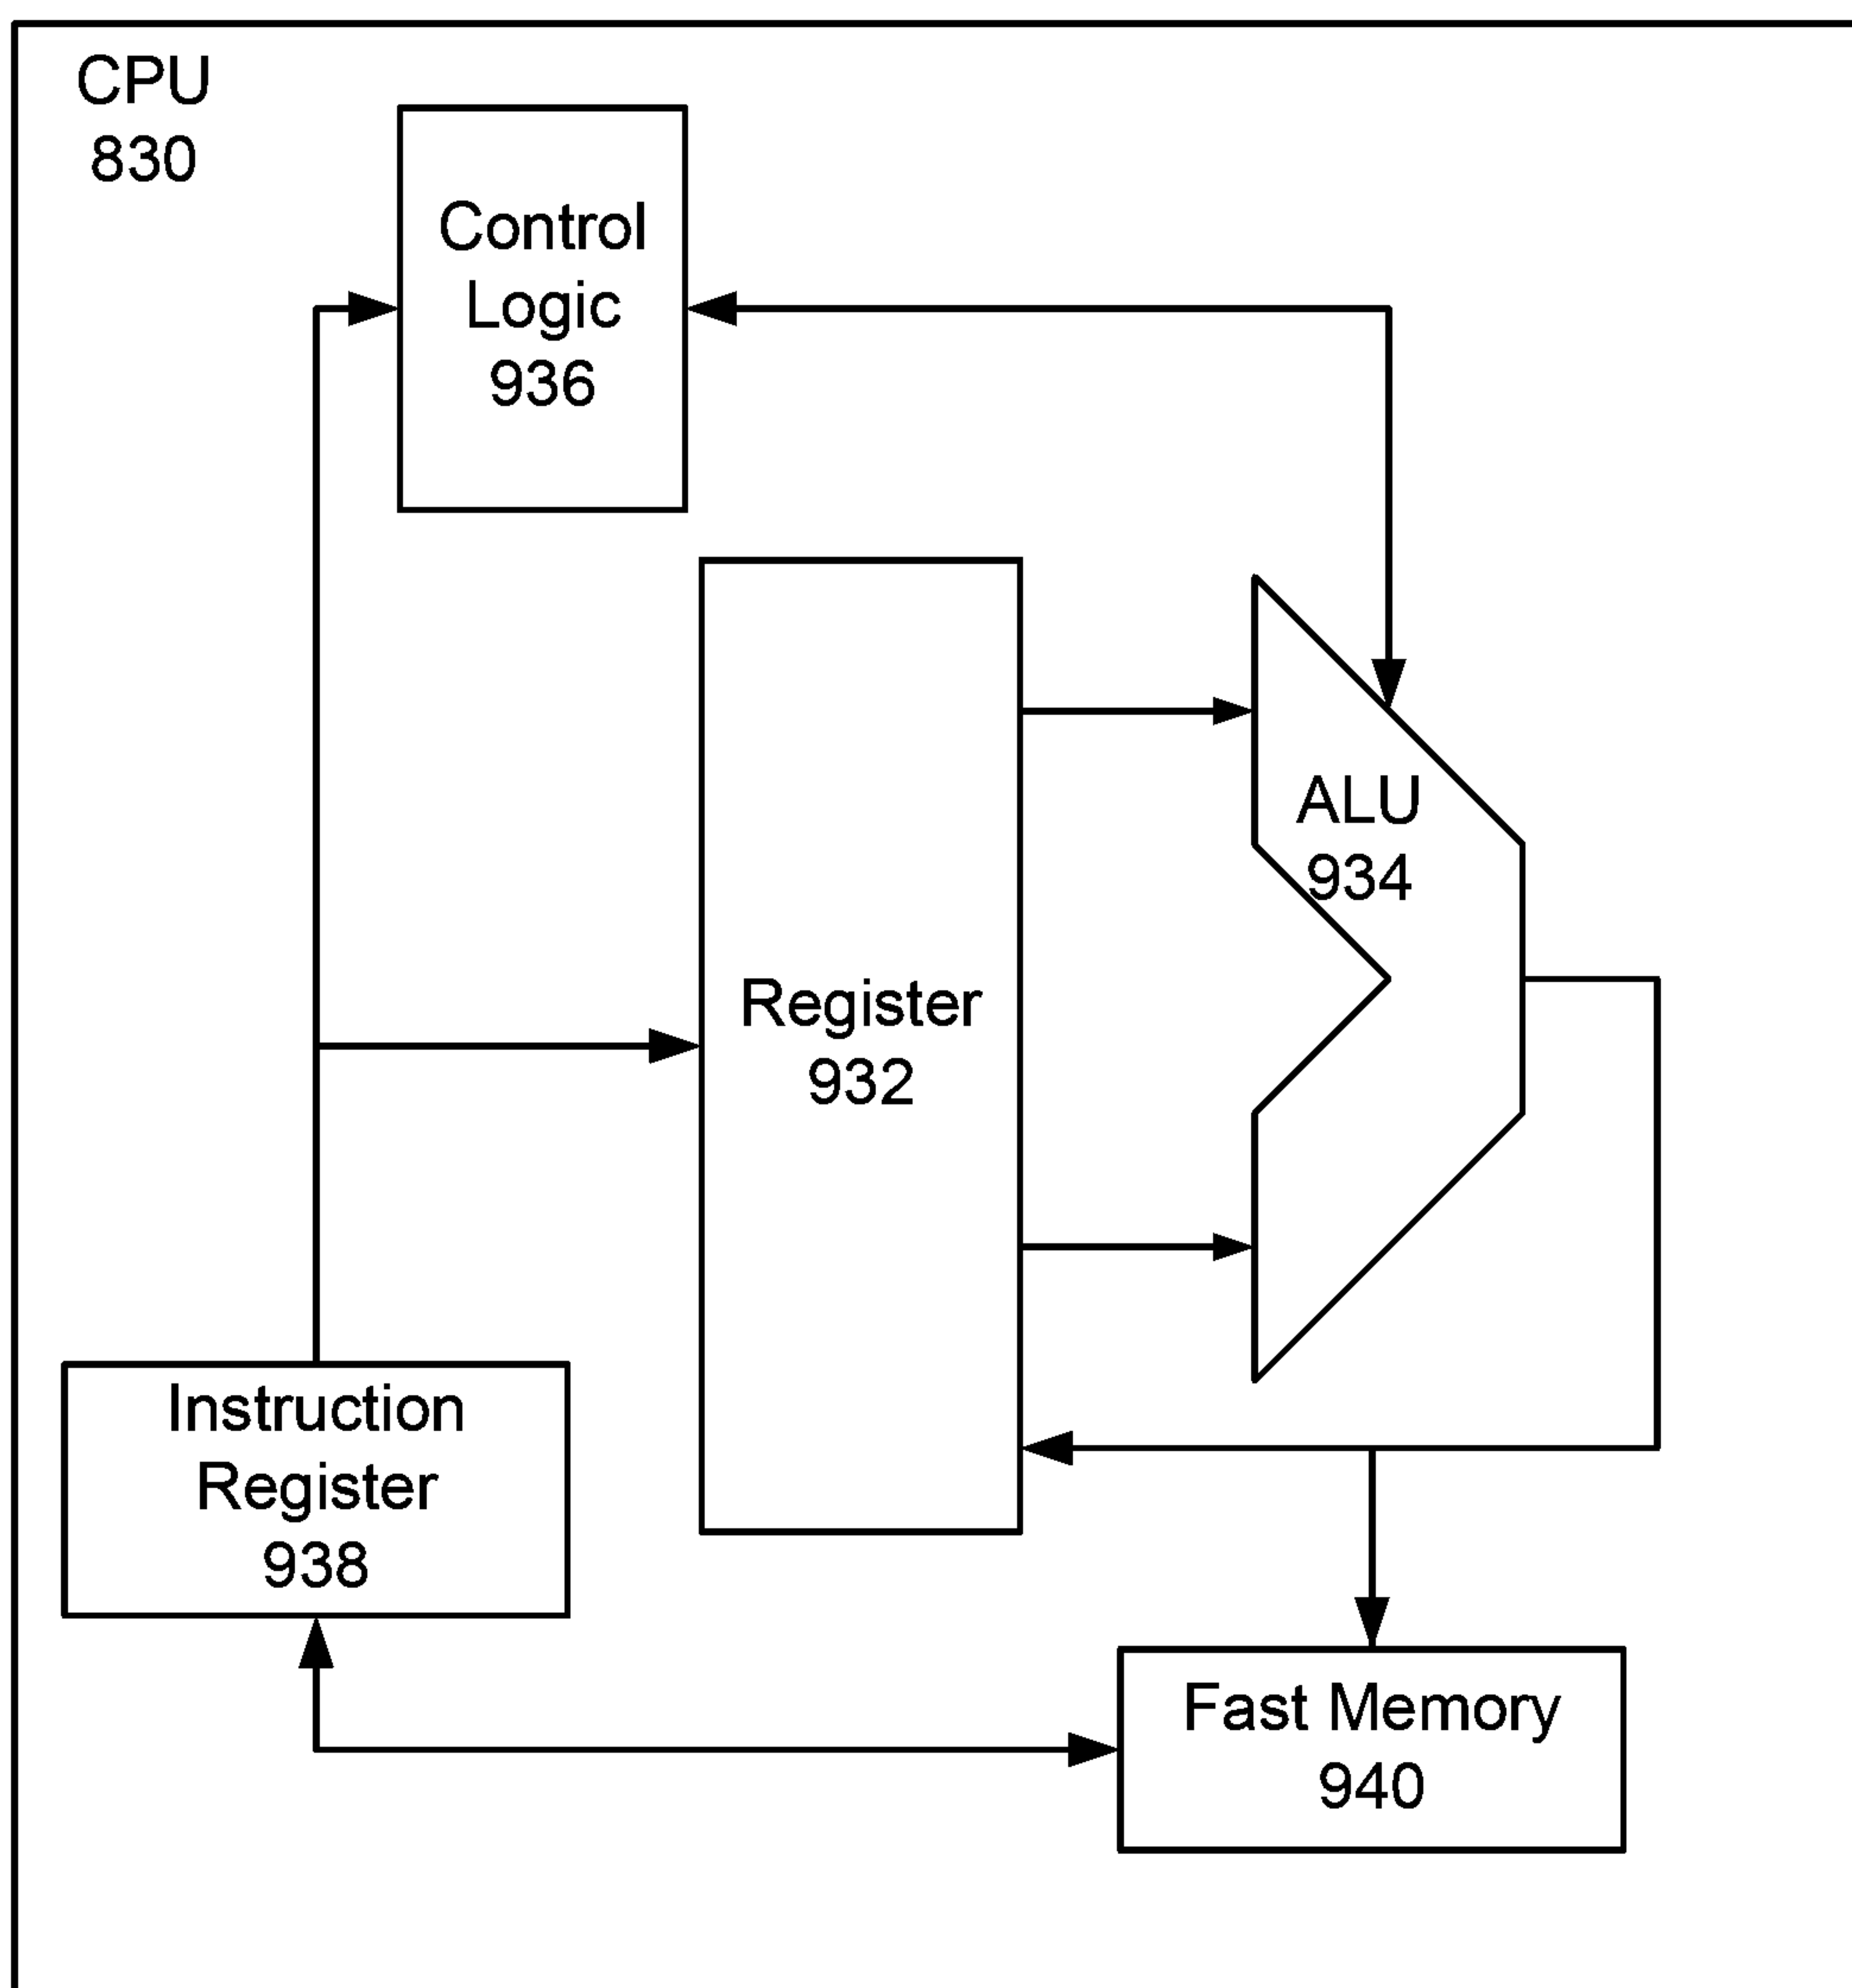 CPU
830
Control
Logic
936
ALU
934
Register
932
Instruction
Register
938
Fast Memory
940